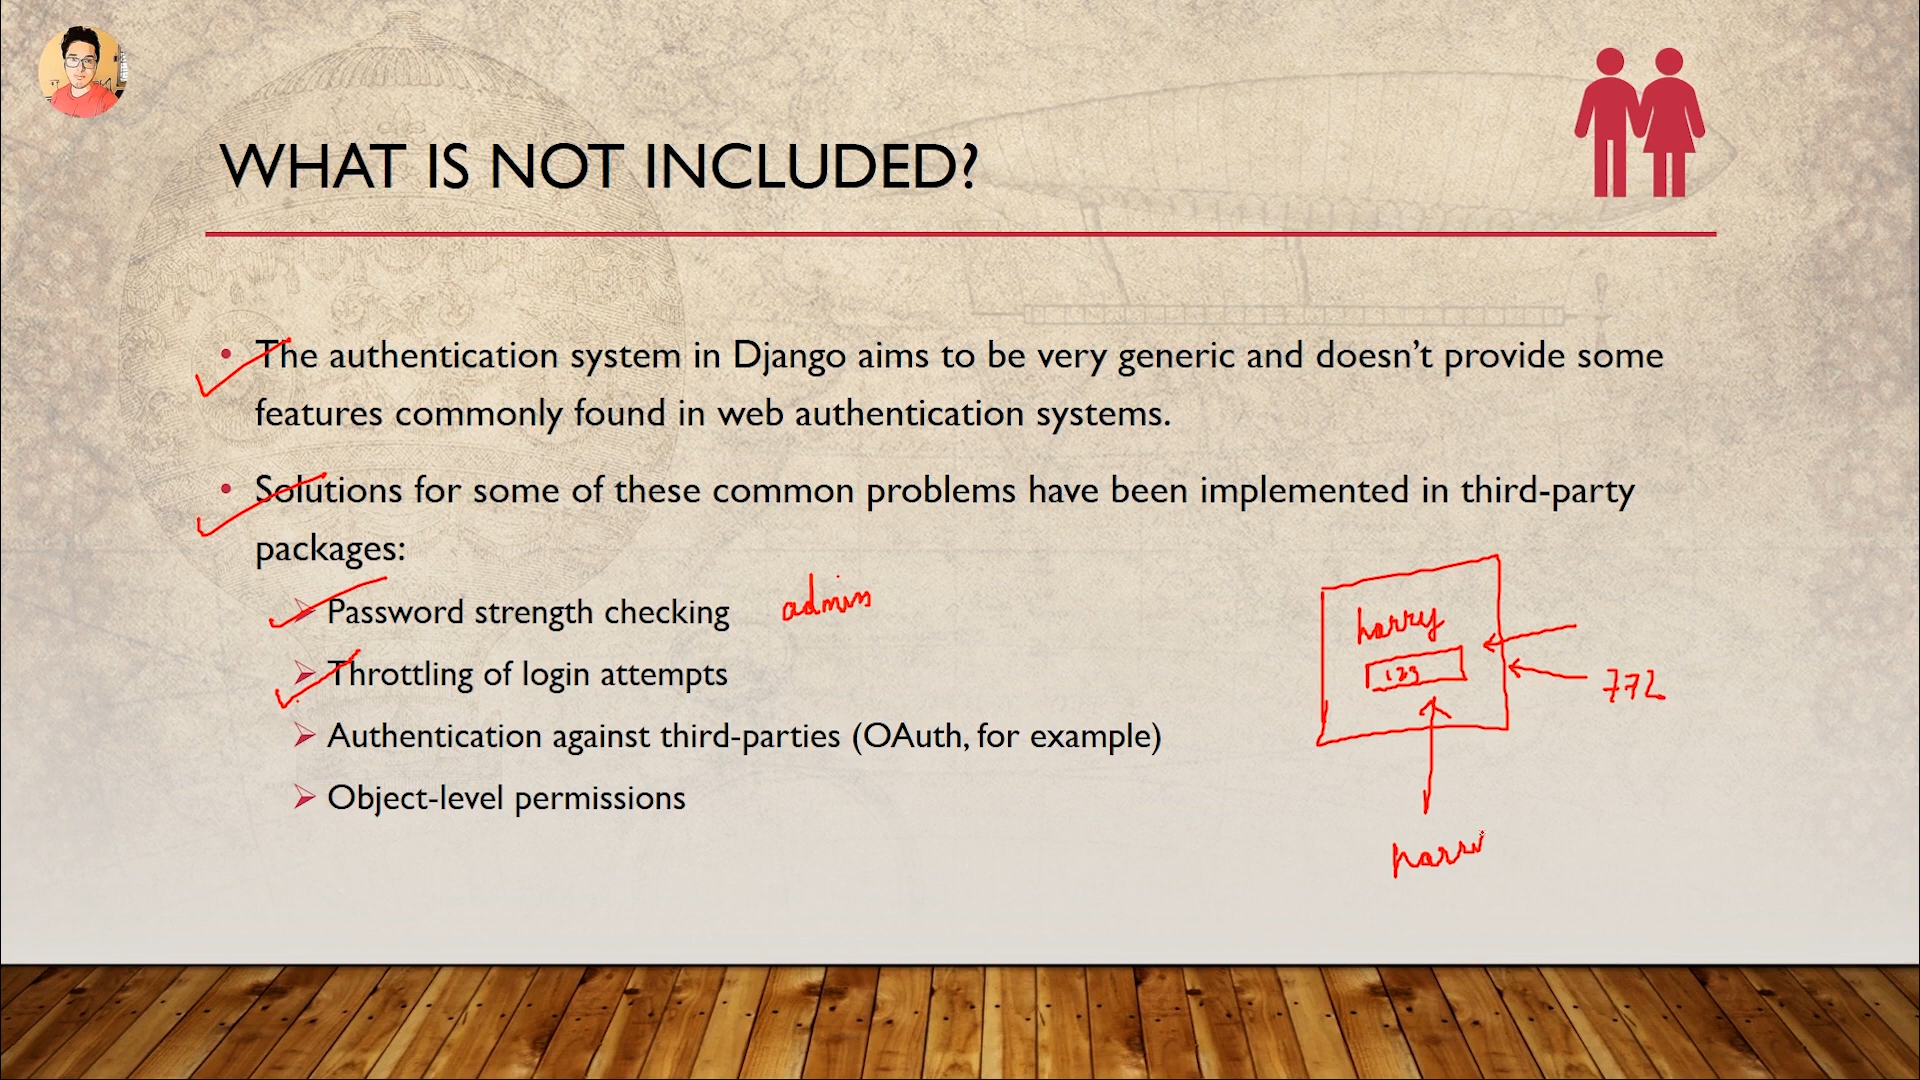 WHAT IS NOT INCLUDED?
• The authentication system in Django aims to be very generic and doesn’t provide some
features commonly found in web authentication systems.
• Solutions for some of these common problems have been implemented in third-party
packages:
Password strength checking
admin
Throttling of login attempts
Authentication against third-parties (OAuth, for example)
Object-level permissions
harry
123
772
harri